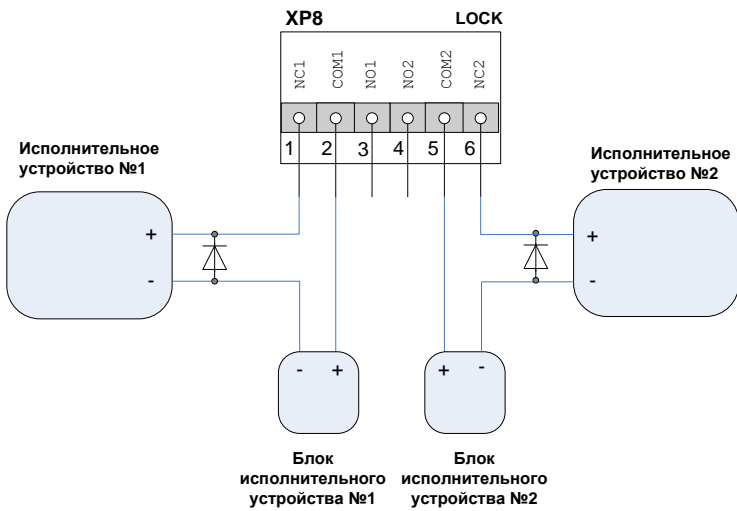 XP8 LOCK
NC1 COM1 NO1 NO2 COM2 NC2
1 2 3 4 5 6
Исполнительное
устройство №1
Исполнительное
устройство №2
+
-
+
-
- +
+ -
Блок
исполнительного
устройства №1
Блок
исполнительного
устройства №2